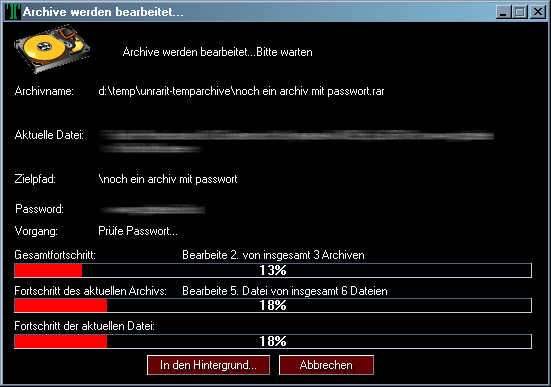 Archive werden bearbeitet...
Archive werden bearbeitet...Bitte warten
Archivname: d:\temp\unrarit-temparchive\noch ein archiv mit passwort.rar
Aktuelle Datei:
Zielpfad: \noch ein archiv mit passwort
Password:
Vorgang: Prüfe Passwort...
Gesamtfortschritt: Bearbeite 2. von insgesamt 3 Archiven
13%
Fortschritt des aktuellen Archivs: Bearbeite 5. Datei von insgesamt 6 Dateien
18%
Fortschritt der aktuellen Datei:
18%
In den Hintergrund... Abbrechen